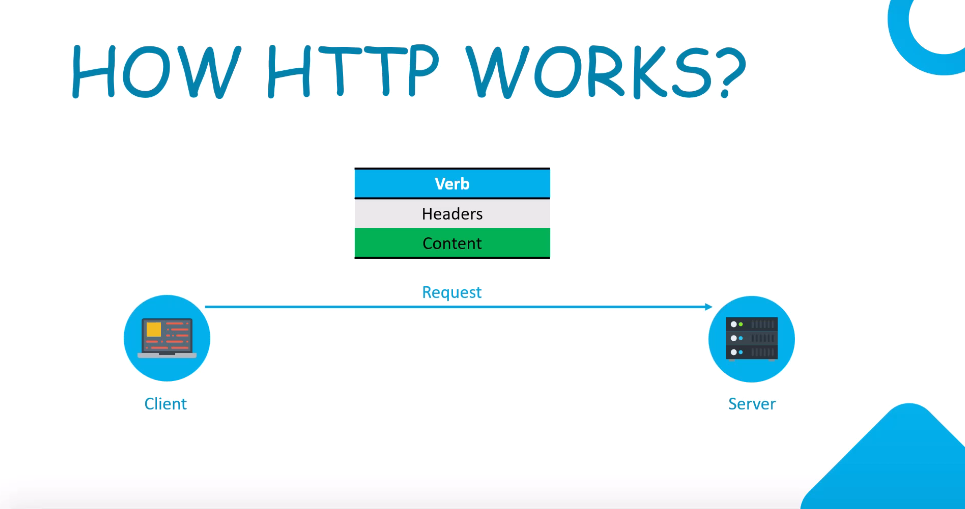 HOW HTTP WORKS?
Verb
Headers
Content
Request
Client
Server